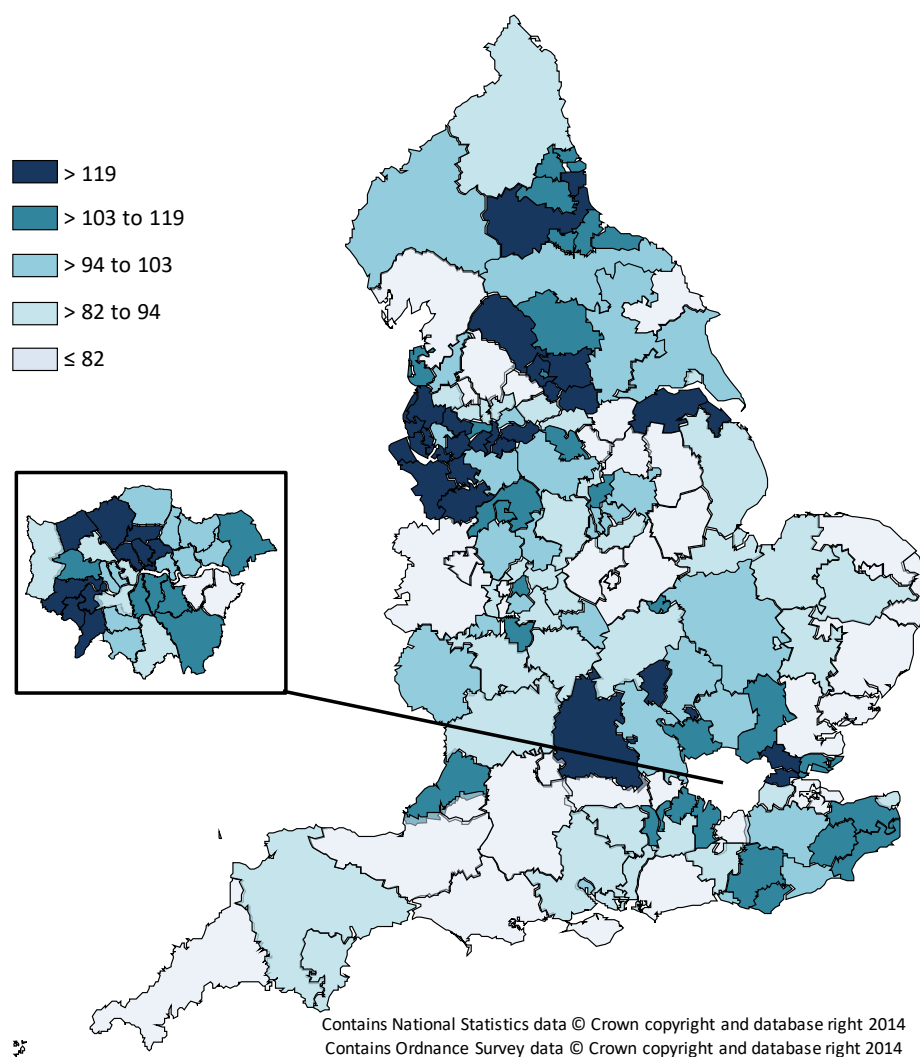 > 119
> 103 to 119
> 94 to 103
> 82 to 94
≤ 82
Contains National Statistics data © Crown copyright and database right 2014
Contains Ordnance Survey data © Crown copyright and database right 2014